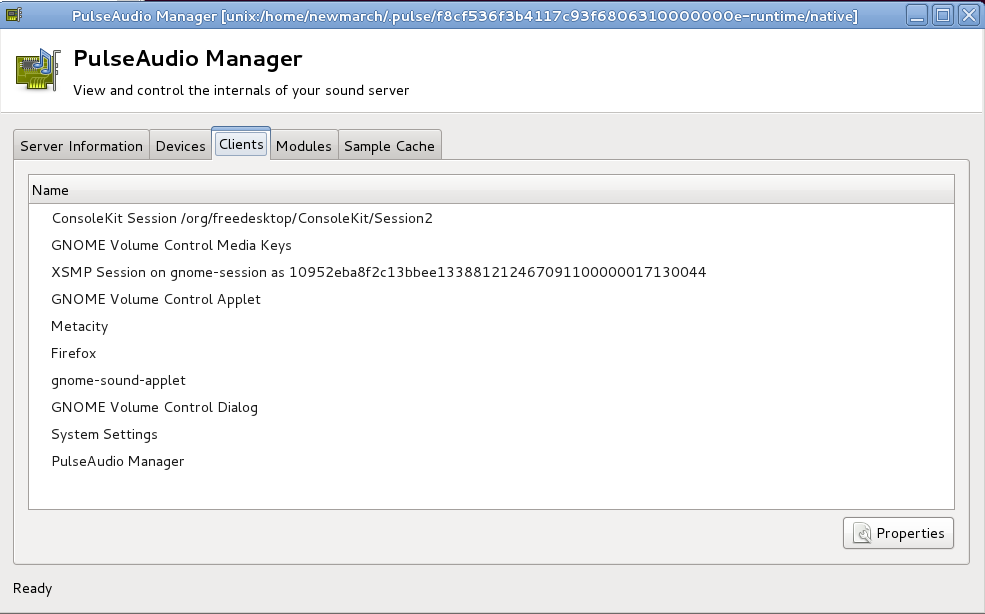 PulseAudio Manager [unix:/home/newmarch/.pulse/f8cf536f3b4117c93f6806310000000e-runtime/native]
PulseAudio Manager
View and control the internals of your sound server
Server Information Devices Clients Modules Sample Cache
Name
ConsoleKit Session /org/freedesktop/ConsoleKit/Session2
GNOME Volume Control Media Keys
XSMP Session on gnome-session as 10952eba8f2c13bbee133881212467091100000017130044
GNOME Volume Control Applet
Metacity
Firefox
gnome-sound-applet
GNOME Volume Control Dialog
System Settings
PulseAudio Manager
Properties
Ready